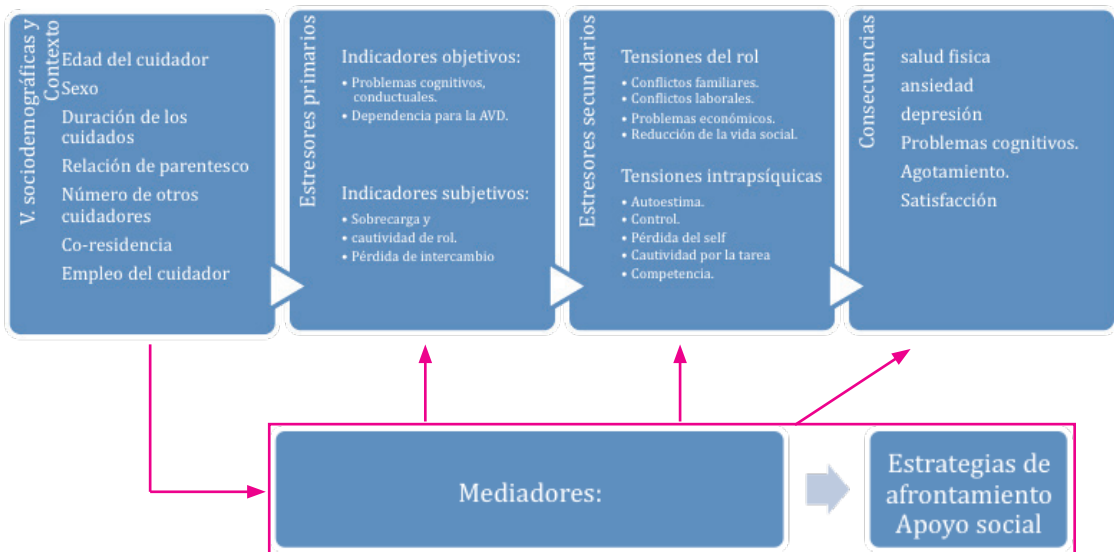 V. sociodemográficas y
Contexto
Edad del cuidador
Sexo
Duración de los
cuidados
Relación de parentesco
Número de otros
cuidadores
Co-residencia
Empleo del cuidador
Estresores primarios
Indicadores objetivos:
• Problemas cognitivos,
conductuales.
• Dependencia para la AVD.
Indicadores subjetivos:
• Sobrecarga y
• cautividad de rol.
• Pérdida de intercambio
Estresores secundarios
Tensiones del rol
• Conflictos familiares.
• Conflictos laborales.
• Problemas económicos.
• Reducción de la vida social.
Tensiones intrapsíquicas
• Autoestima.
• Control.
• Pérdida del self
• Cautividad por la tarea
• Competencia.
Consecuencias
salud fisica
ansiedad
depresión
Problemas cognitivos.
Agotamiento.
Satisfacción
Mediadores:
Estrategias de
afrontamiento
Apoyo social